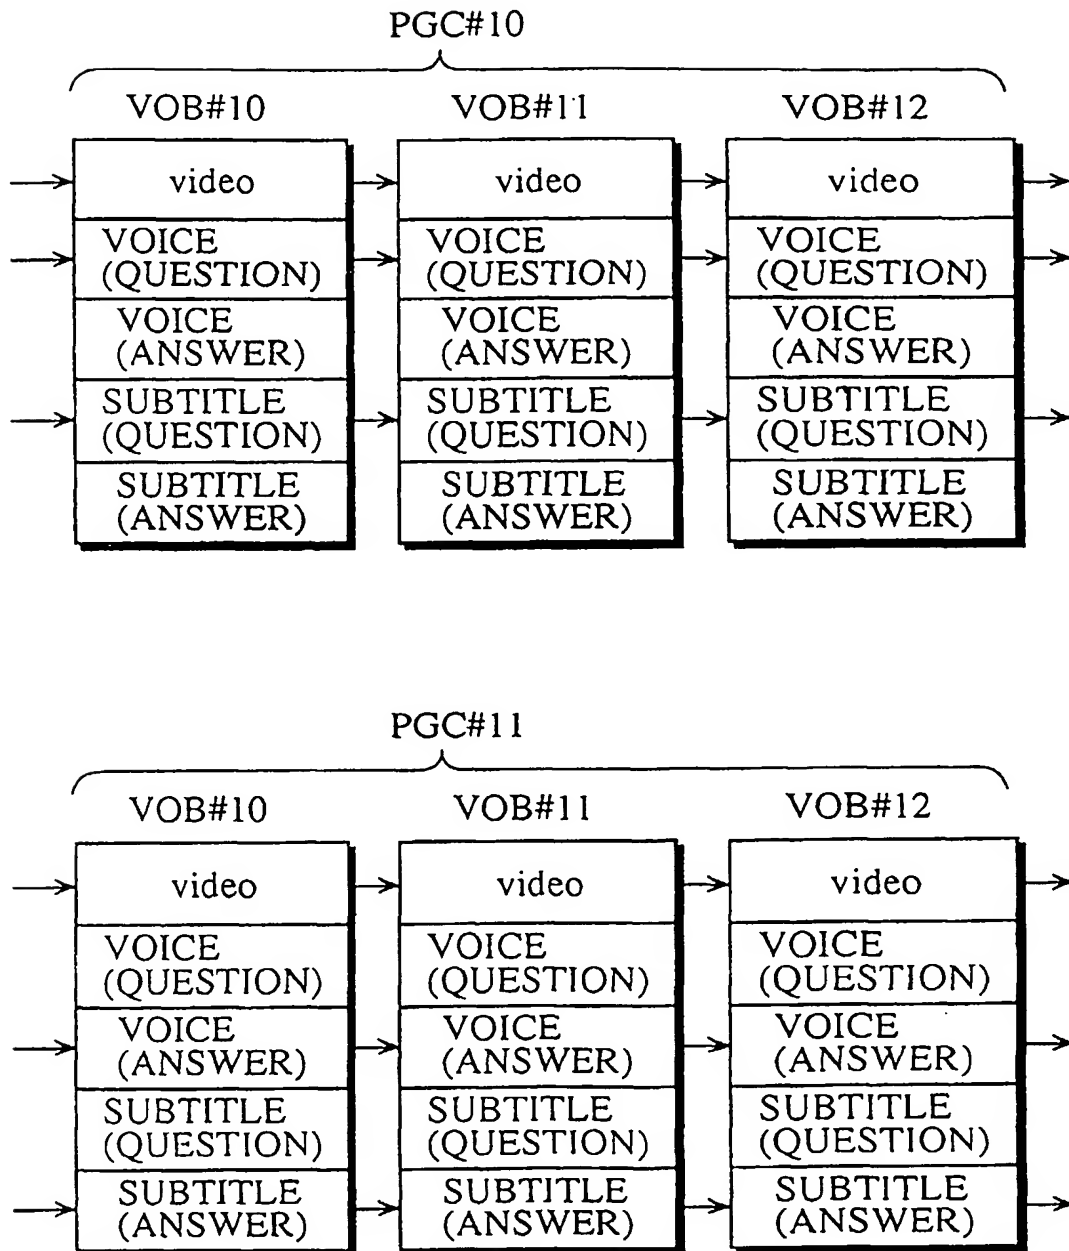 PGC#10
VOB#10 VOB#11 VOB#12
video video video
VOICE VOICE VOICE
(QUESTION) (QUESTION) (QUESTION)
VOICE VOICE VOICE
(ANSWER) (ANSWER) (ANSWER)
SUBTITLE SUBTITLE SUBTITLE
(QUESTION) (QUESTION) (QUESTION)
SUBTITLE SUBTITLE SUBTITLE
(ANSWER) (ANSWER) (ANSWER)
PGC#11
VOB#10 VOB#11 VOB#12
video video video
VOICE VOICE VOICE
(QUESTION) (QUESTION) (QUESTION)
VOICE VOICE VOICE
(ANSWER) (ANSWER) (ANSWER)
SUBTITLE SUBTITLE SUBTITLE
(QUESTION) (QUESTION) (QUESTION)
SUBTITLE SUBTITLE SUBTITLE
(ANSWER) (ANSWER) (ANSWER)